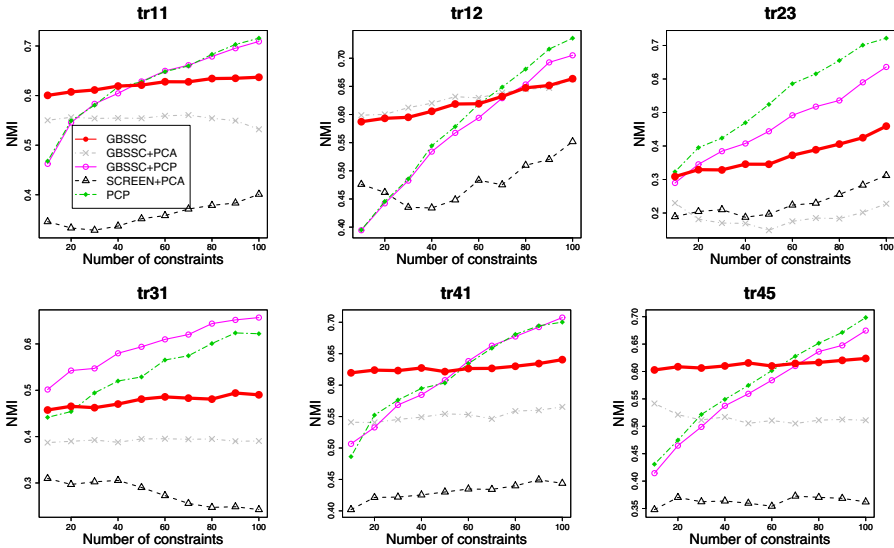 tr11
tr12
tr23
NMI
0.4
0.5
0.6
0.7
GBSSC
GBSSC+PCA
GBSSC+PCP
SCREEN+PCA
PCP
20
40
60
80
100
Number of constraints
NMI
0.40
0.45
0.50
0.55
0.60
0.65
0.70
20
40
60
80
100
Number of constraints
NMI
0.2
0.3
0.4
0.5
0.6
0.7
20
40
60
80
100
Number of constraints
tr31
tr41
tr45
NMI
0.3
0.4
0.5
0.6
20
40
60
80
100
Number of constraints
NMI
0.40
0.45
0.50
0.55
0.60
0.65
0.70
20
40
60
80
100
Number of constraints
NMI
0.35
0.40
0.45
0.50
0.55
0.60
0.65
0.70
20
40
60
80
100
Number of constraints